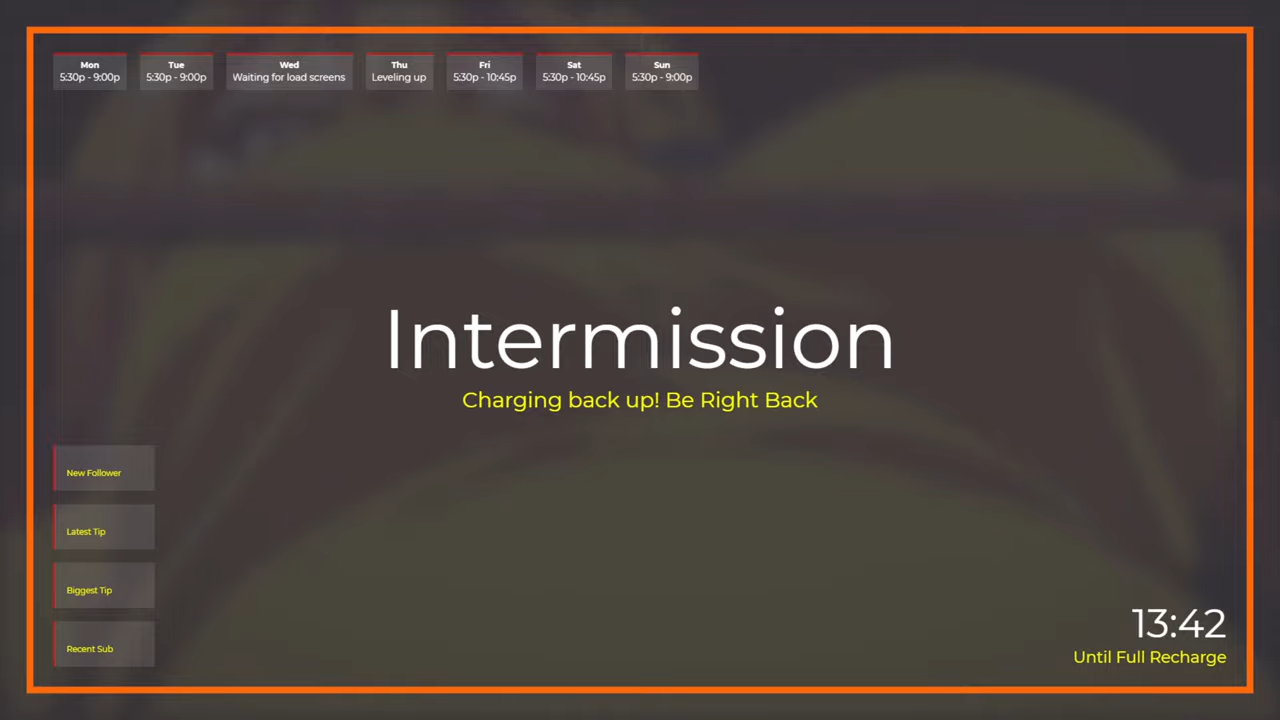 Mon Tue Wed Thu Fri Sat Sun
5:30p - 9:00p 5:30p - 9:00p Waiting for load screens Leveling up 5:30p - 10:45p 5:30p - 10:45p 5:30p - 9:00p
Intermission
Charging back up! Be Right Back
New Follower
Latest Tip
Biggest Tip
Recent Sub
13:42
Until Full Recharge